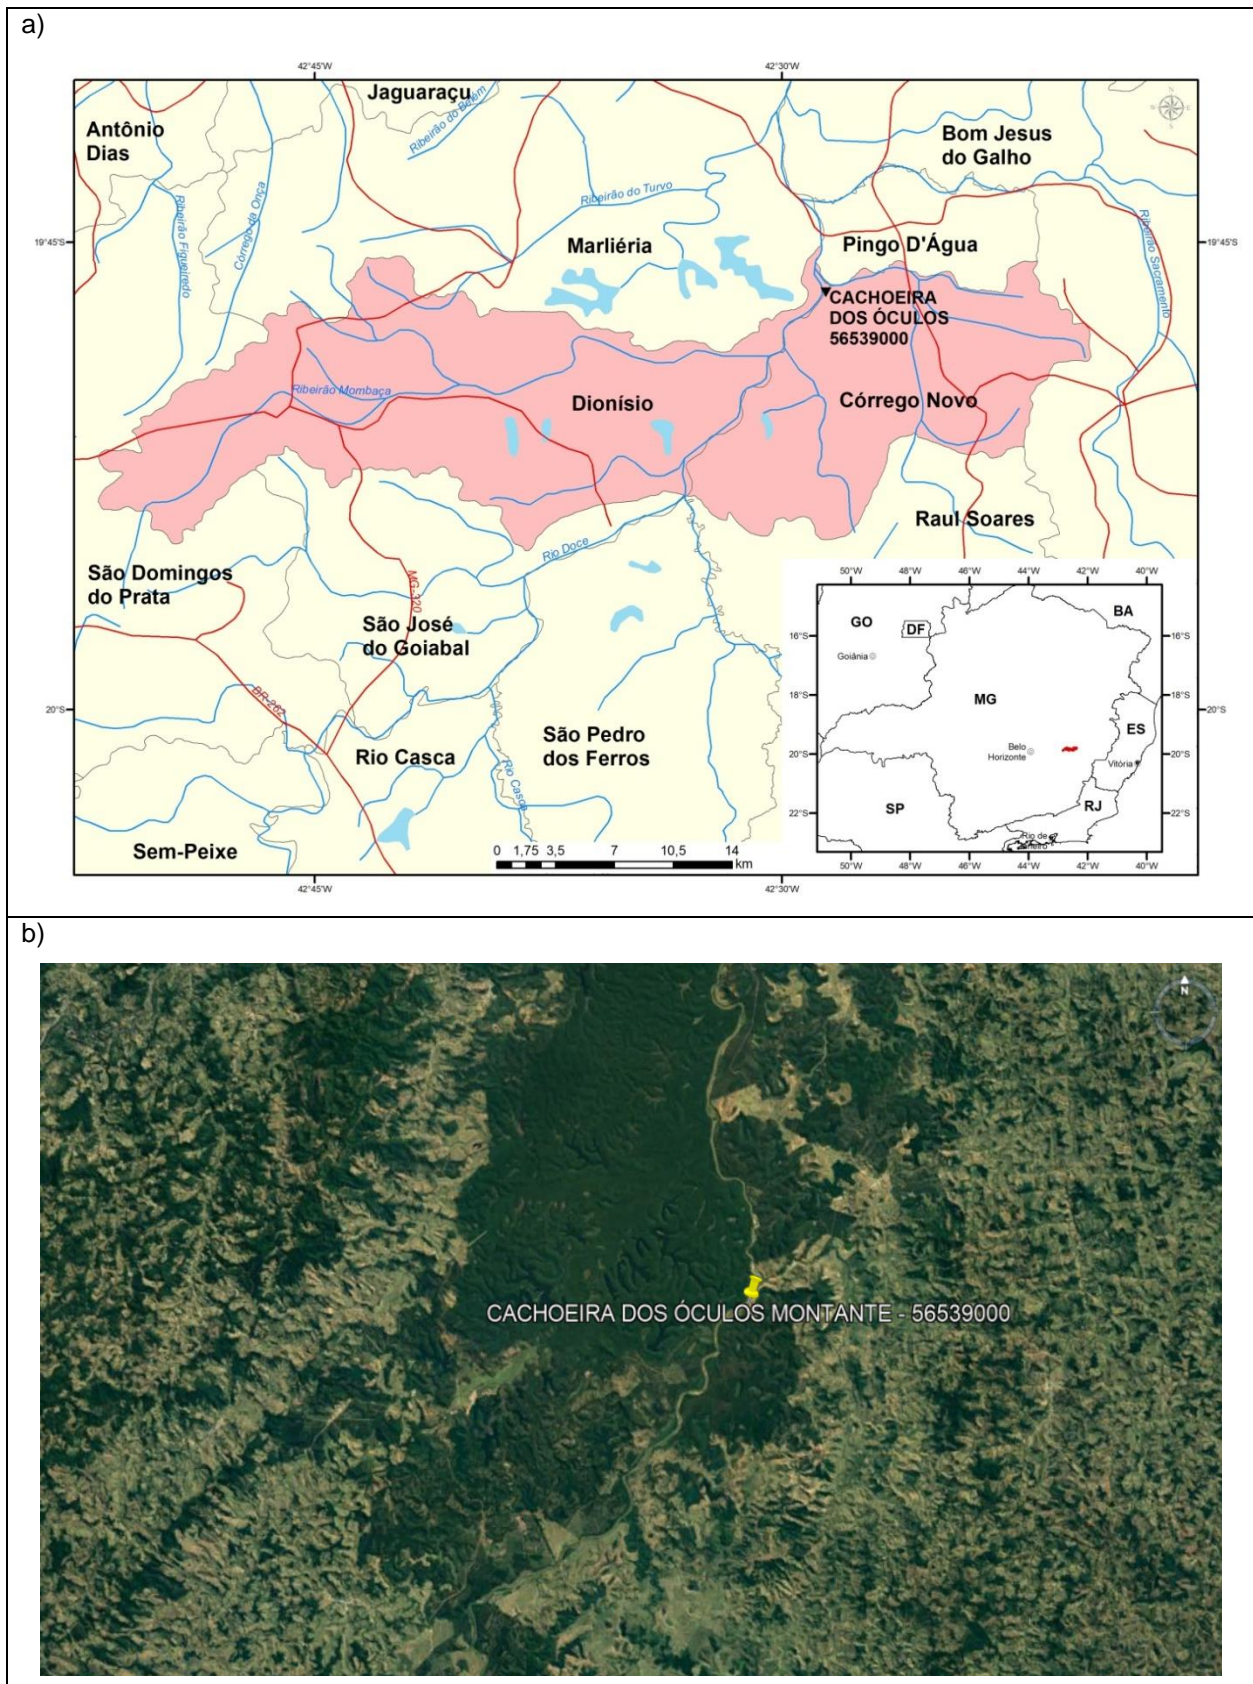 a)
42°45'W
42°30'W
Jaguaraçu
Ribeirão do Belém
Antônio
Dias
Bom Jesus
do Galho
N
E
S
W
Ribeirão do Turvo
Ribeirão Figueiredo
Córrego da Onça
Ribeirão Sacramento
19°45'S
Marliéria
Pingo D'Água
19°45'S
CACHOEIRA
DOS ÓCULOS
56539000
Ribeirão Mombaça
Dionísio
Córrego Novo
Raul Soares
Rio Doce
São Domingos
do Prata
MG-320
São José
do Goiabal
BR-262
20°S
20°S
São Pedro
dos Ferros
Rio Casca
Rio Casca
Sem-Peixe
0 1,75 3,5 7 10,5 14
km
42°45'W
42°30'W
50°W 48°W 46°W 44°W 42°W 40°W
GO
DF
BA
16°S
16°S
Goiânia
18°S
MG
18°S
ES
20°S
Belo
Horizonte
20°S
Vitória
SP
RJ
22°S
22°S
Rio de
Janeiro
50°W 48°W 46°W 44°W 42°W 40°W
b)
N
CACHOEIRA DOS ÓCULOS MONTANTE - 56539000